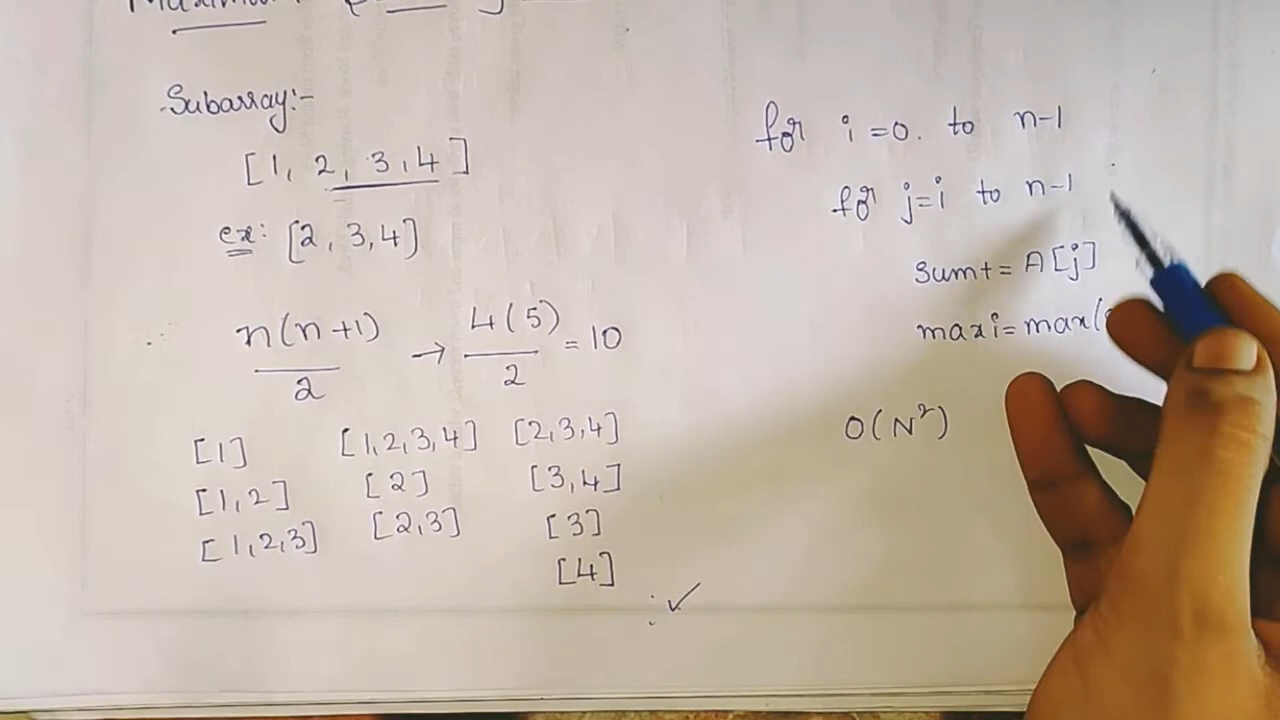 Subarray:-
[1, 2, 3, 4]
ex: [2, 3, 4]
n(n+1)/2 → 4(5)/2 = 10
[1] [1,2,3,4] [2,3,4]
[1,2] [2] [3,4]
[1,2,3] [2,3] [3]
[4]
for i=0. to n-1
for j=i to n-1
sum+= A[j]
maxi= max(
O(N²)